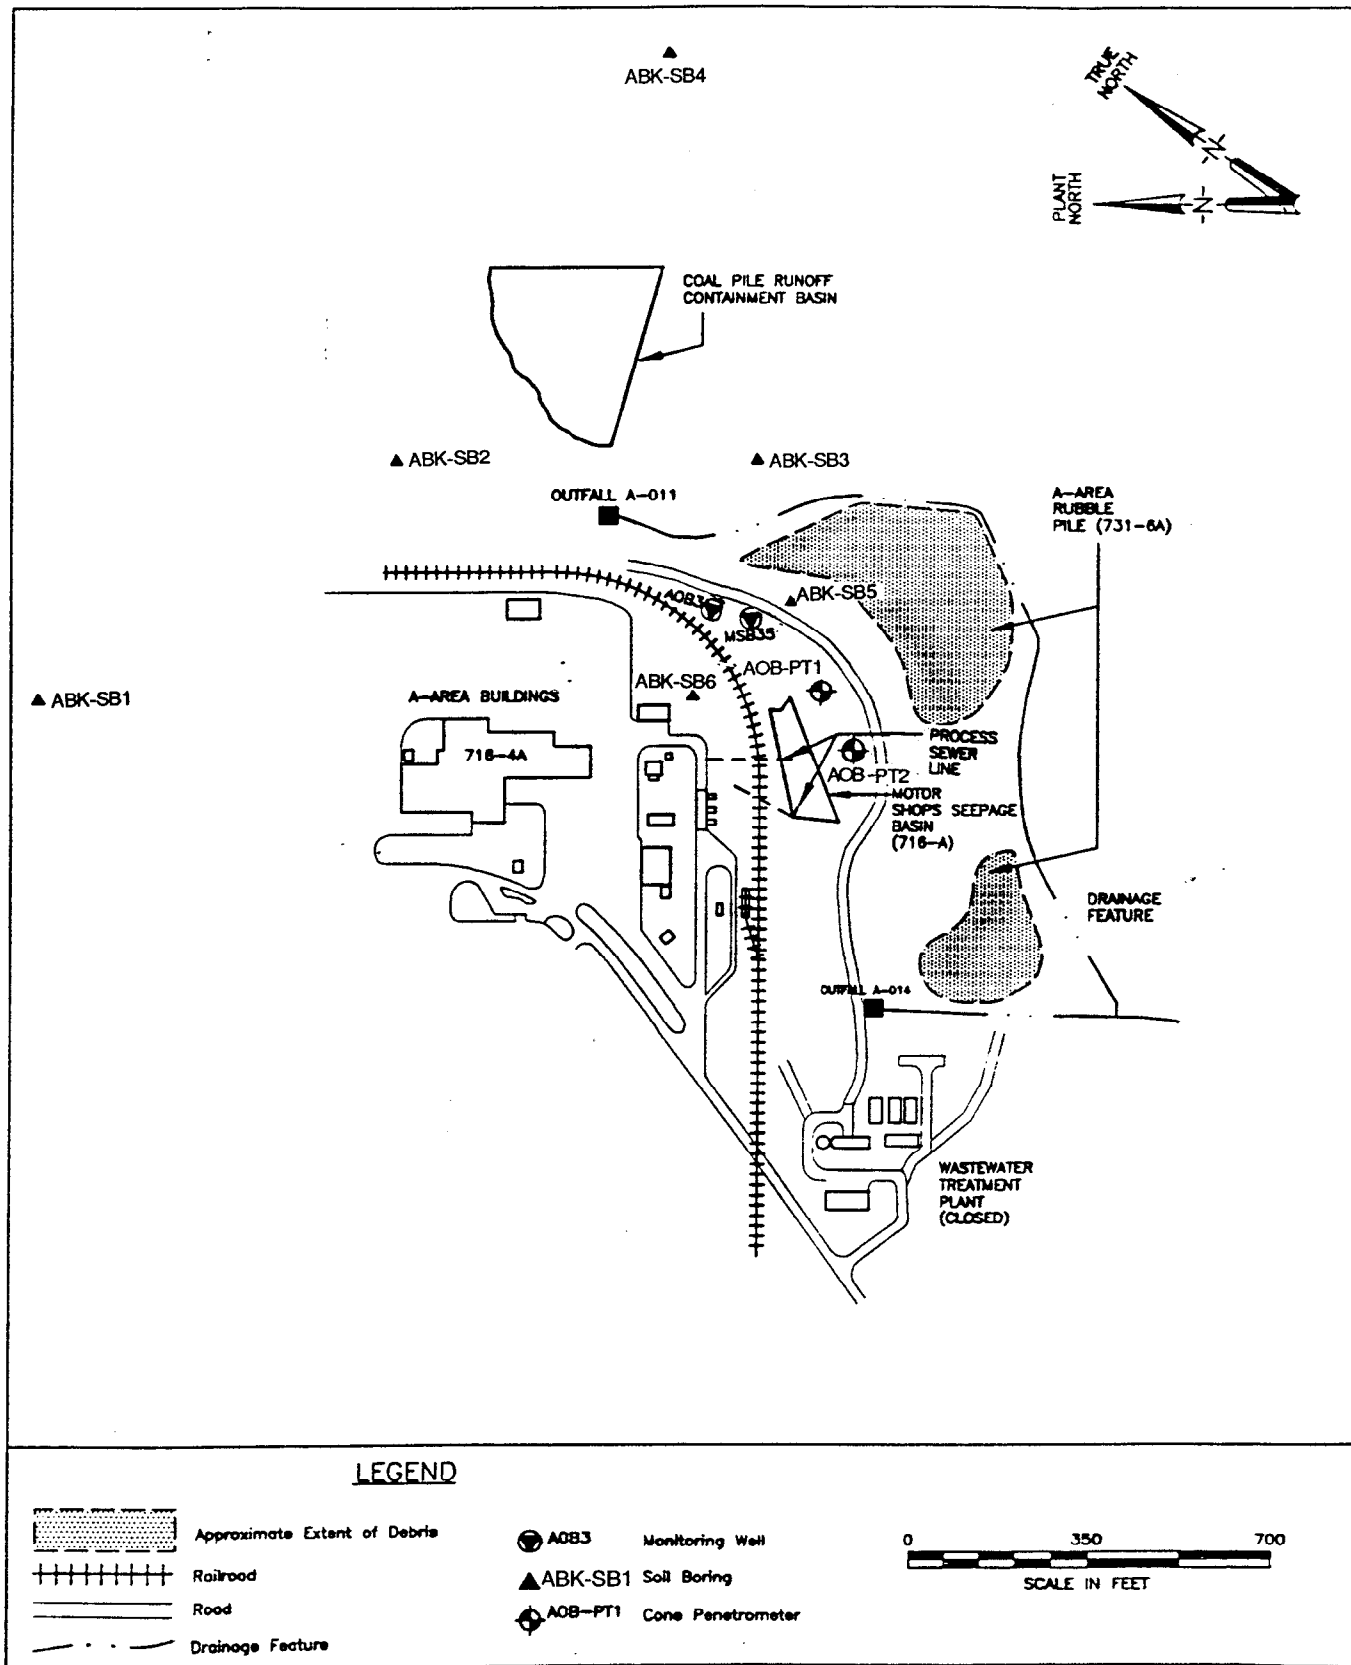 ABK-SB4
TRUE
NORTH
N
PLANT
NORTH
N
COAL PILE RUNOFF
CONTAINMENT BASIN
ABK-SB2
ABK-SB3
OUTFALL A-011
A-AREA
RUBBLE
PILE (731-6A)
ABK-SB5
AOB3
MSB35
AOB-PT1
ABK-SB6
ABK-SB1
A-AREA BUILDINGS
716-4A
PROCESS
SEWER
LINE
AOB-PT2
MOTOR
SHOPS SEEPAGE
BASIN
(716-A)
DRAINAGE
FEATURE
OUTFALL A-014
WASTEWATER
TREATMENT
PLANT
(CLOSED)
LEGEND
Approximate Extent of Debris
Railroad
Road
Drainage Feature
AOB3 Monitoring Well
ABK-SB1 Soil Boring
AOB-PT1 Cone Penetrometer
0 350 700
SCALE IN FEET